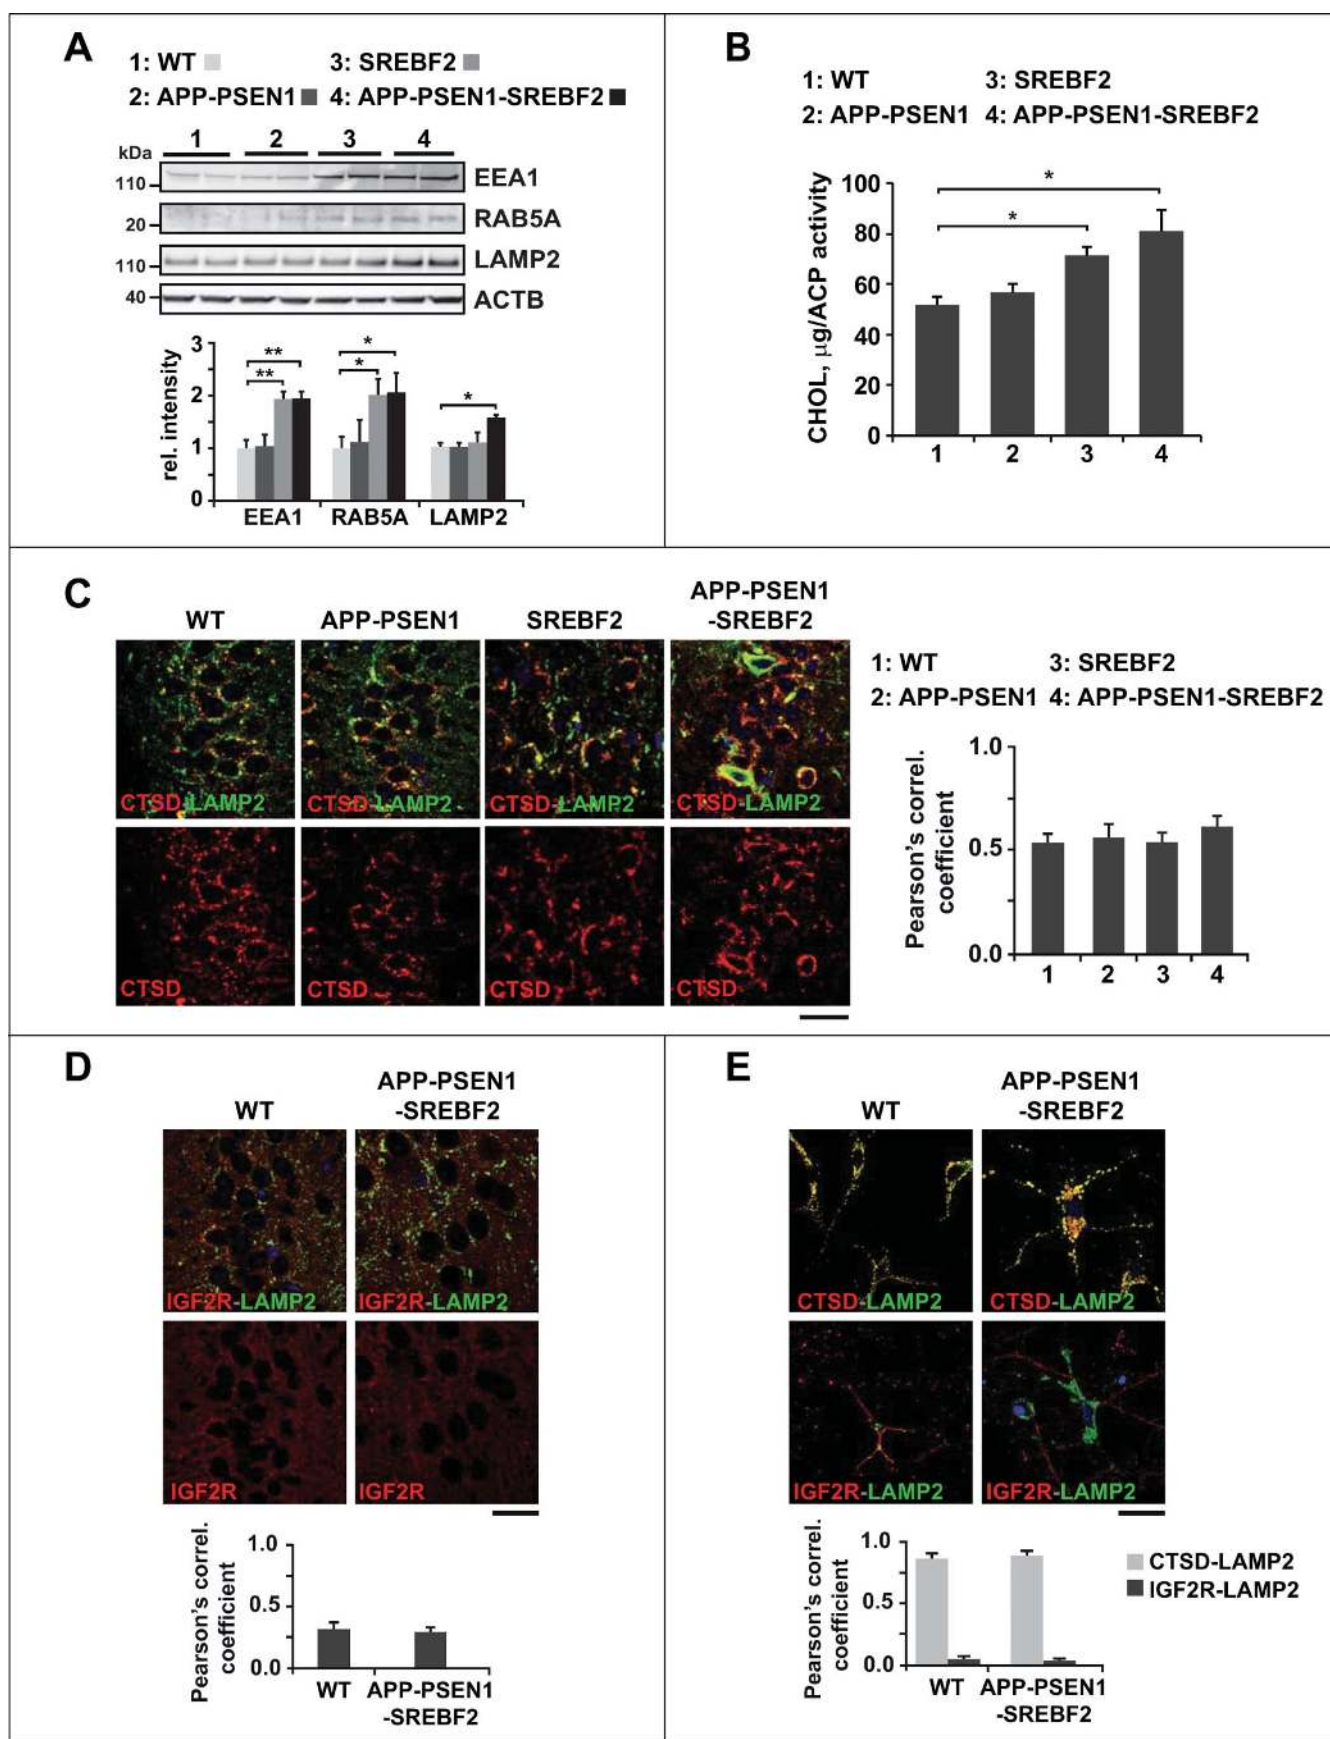 A
1: WT 3: SREBF2
2: APP-PSEN1 4: APP-PSEN1-SREBF2
kDa 1 2 3 4
110 EEA1
20 RAB5A
110 LAMP2
40 ACTB
rel. intensity
3
2
1
0
** ** * * *
EEA1 RAB5A LAMP2
B
1: WT 3: SREBF2
2: APP-PSEN1 4: APP-PSEN1-SREBF2
CHOL, µg/ACP activity
100
80
60
40
20
0
*
*
1 2 3 4
C
WT APP-PSEN1 SREBF2 APP-PSEN1
-SREBF2
CTSD-LAMP2 CTSD-LAMP2 CTSD-LAMP2 CTSD-LAMP2
CTSD CTSD CTSD CTSD
1: WT 3: SREBF2
2: APP-PSEN1 4: APP-PSEN1-SREBF2
Pearson's correl.
coefficient
1.0
0.5
0.0
1 2 3 4
D
WT APP-PSEN1
-SREBF2
IGF2R-LAMP2 IGF2R-LAMP2
IGF2R IGF2R
Pearson's correl.
coefficient
1.0
0.5
0.0
WT APP-PSEN1
-SREBF2
E
WT APP-PSEN1
-SREBF2
CTSD-LAMP2 CTSD-LAMP2
IGF2R-LAMP2 IGF2R-LAMP2
Pearson's correl.
coefficient
1.0
0.5
0.0
CTSD-LAMP2
IGF2R-LAMP2
WT APP-PSEN1
-SREBF2